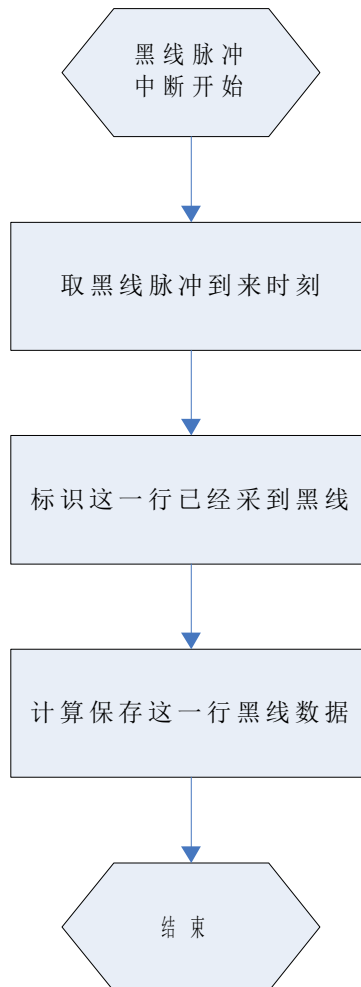 黑线脉冲
中断开始
取黑线脉冲到来时刻
标识这一行已经采到黑线
计算保存这一行黑线数据
结束